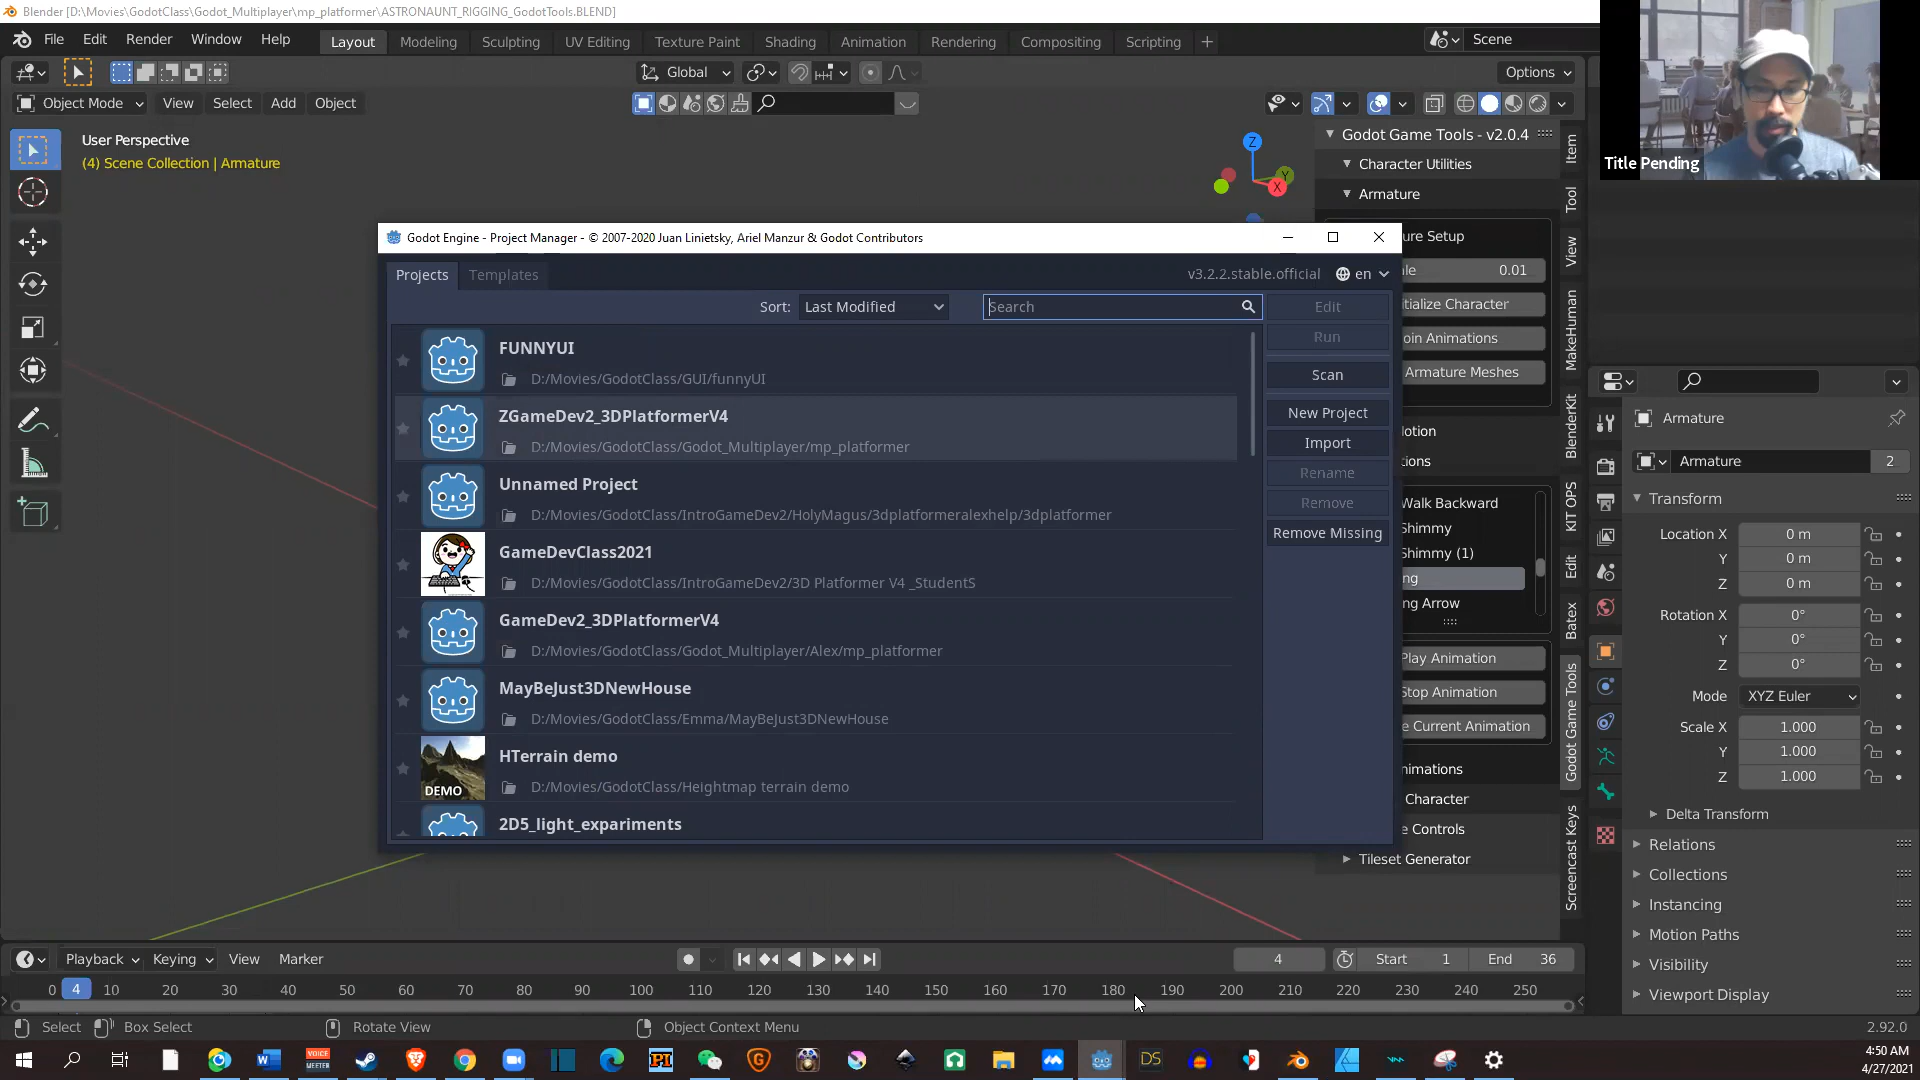 Blender [D:\Movies\GodotClass\Godot_Multiplayer\mp_platformer\ASTRONAUNT_RIGGING_GodotTools.BLEND]
File Edit Render Window Help
Layout Modeling Sculpting UV Editing Texture Paint Shading Animation Rendering Compositing Scripting +
Scene
Global
Options
Object Mode View Select Add Object
User Perspective
(4) Scene Collection | Armature
Z
Y
X
Godot Game Tools - v2.0.4
Character Utilities
Armature
Title Pending
Godot Engine - Project Manager - © 2007-2020 Juan Linietsky, Ariel Manzur & Godot Contributors
Projects Templates
v3.2.2.stable.official en
Sort: Last Modified
Search
FUNNYUI
D:/Movies/GodotClass/GUI/funnyUI
ZGameDev2_3DPlatformerV4
D:/Movies/GodotClass/Godot_Multiplayer/mp_platformer
Unnamed Project
D:/Movies/GodotClass/IntroGameDev2/HolyMagus/3dplatformeralexhelp/3dplatformer
GameDevClass2021
D:/Movies/GodotClass/IntroGameDev2/3D Platformer V4 _StudentS
GameDev2_3DPlatformerV4
D:/Movies/GodotClass/Godot_Multiplayer/Alex/mp_platformer
MayBeJust3DNewHouse
D:/Movies/GodotClass/Emma/MayBeJust3DNewHouse
HTerrain demo
D:/Movies/GodotClass/Heightmap terrain demo
DEMO
2D5_light_expariments
Edit
Run
Scan
New Project
Import
Rename
Remove
Remove Missing
ure Setup
le 0.01
itialize Character
oin Animations
Armature Meshes
otion
ions
Walk Backward
Shimmy
Shimmy (1)
ng
ng Arrow
Play Animation
Stop Animation
e Current Animation
nimations
Character
e Controls
Tileset Generator
Item
Tool
View
MakeHuman
BlenderKit
KIT OPS
Edit
Batex
Godot Game Tools
Screencast Keys
Armature
Armature 2
Transform
Location X 0 m
Y 0 m
Z 0 m
Rotation X 0°
Y 0°
Z 0°
Mode XYZ Euler
Scale X 1.000
Y 1.000
Z 1.000
Delta Transform
Relations
Collections
Instancing
Motion Paths
Visibility
Viewport Display
Playback Keying View Marker
4 Start 1 End 36
0 4 10 20 30 40 50 60 70 80 90 100 110 120 130 140 150 160 170 180 190 200 210 220 230 240 250
Select Box Select Rotate View Object Context Menu
2.92.0
VOICE MEETER
DS
4:50 AM
4/27/2021